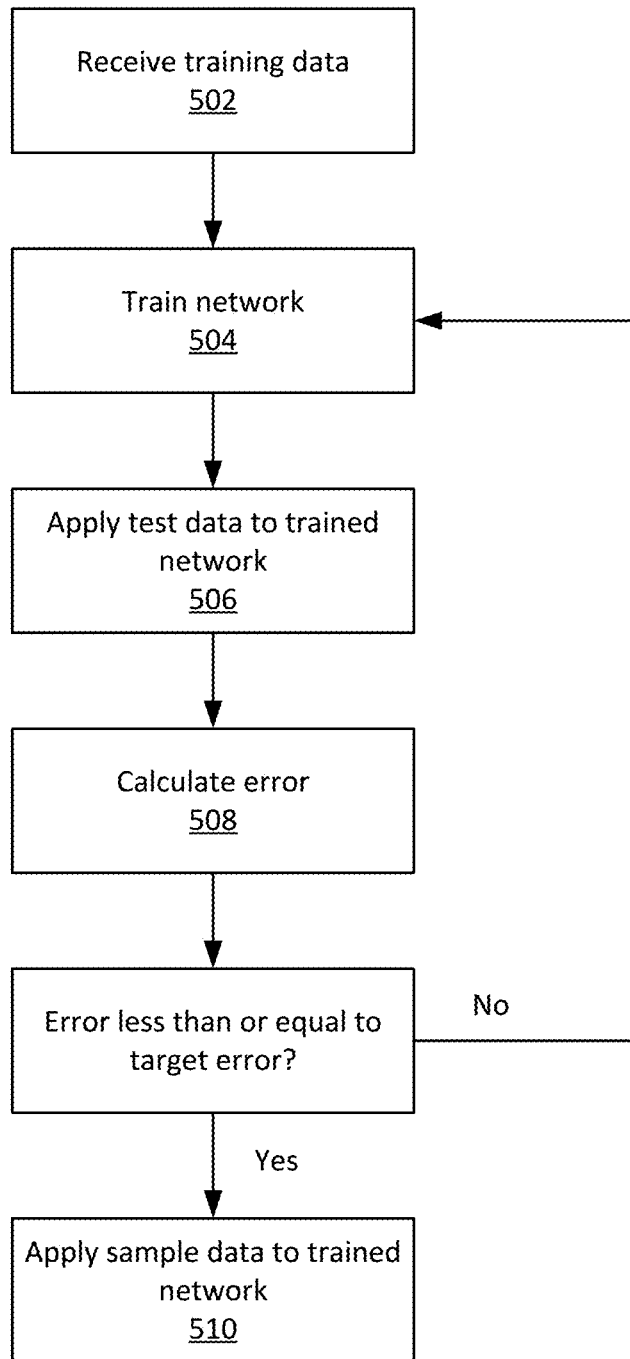 Receive training data
502
Train network
504
Apply test data to trained
network
506
Calculate error
508
Error less than or equal to
target error?
No
Yes
Apply sample data to trained
network
510